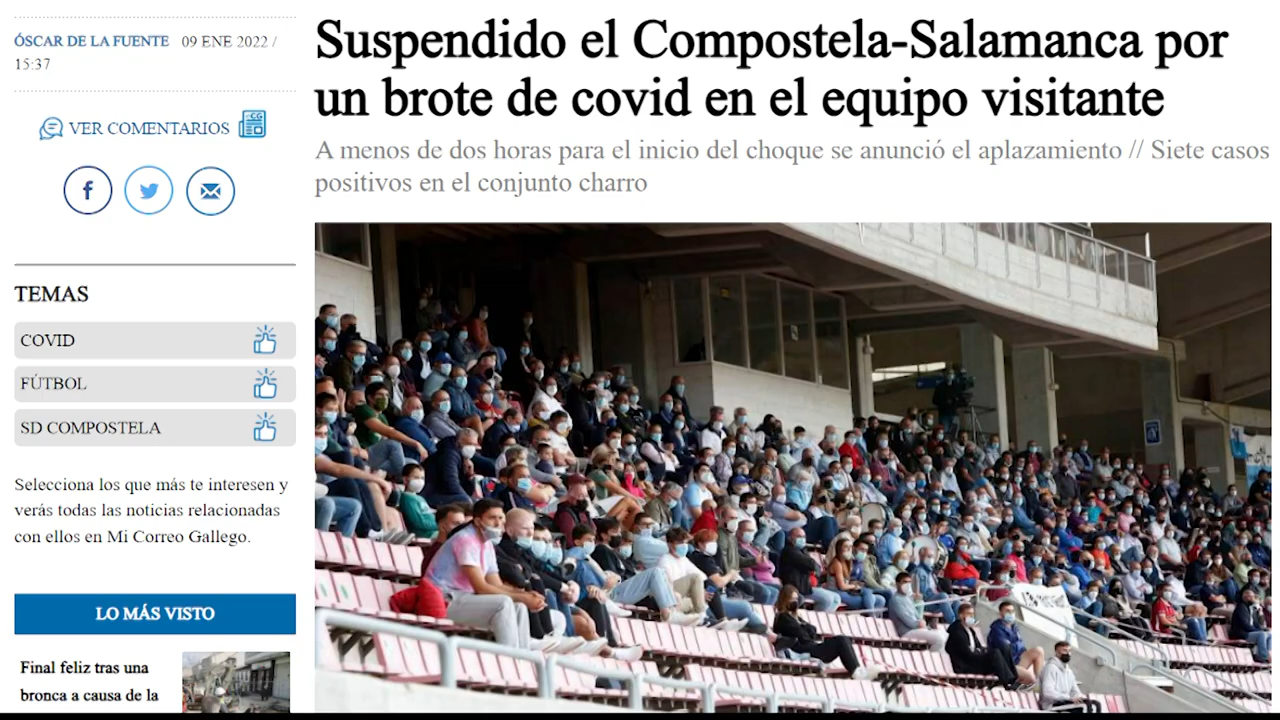 ÓSCAR DE LA FUENTE 09 ENE 2022 /
15:37
VER COMENTARIOS
TEMAS
COVID
FÚTBOL
SD COMPOSTELA
Selecciona los que más te interesen y
verás todas las noticias relacionadas
con ellos en Mi Correo Gallego.
LO MÁS VISTO
Final feliz tras una
bronca a causa de la
Suspendido el Compostela-Salamanca por
un brote de covid en el equipo visitante
A menos de dos horas para el inicio del choque se anunció el aplazamiento // Siete casos
positivos en el conjunto charro